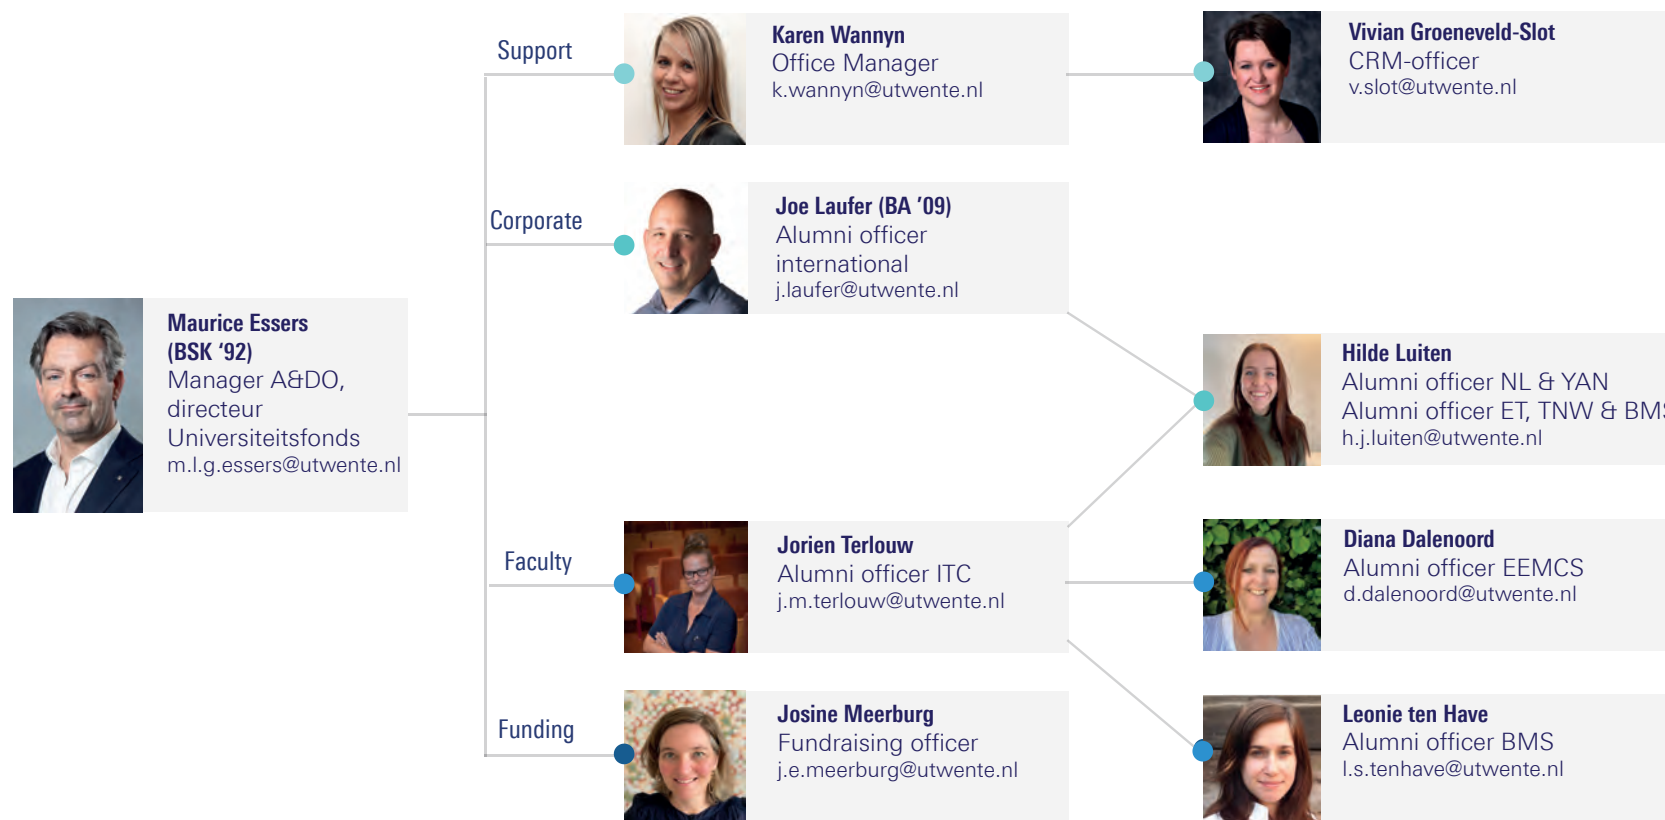 Support
Karen Wannyn
Office Manager
k.wannyn@utwente.nl
Vivian Groeneveld-Slot
CRM-officer
v.slot@utwente.nl
Corporate
Joe Laufer (BA ’09)
Alumni officer
international
j.laufer@utwente.nl
Maurice Essers
(BSK ‘92)
Manager A&DO,
directeur
Universiteitsfonds
m.l.g.essers@utwente.nl
Hilde Luiten
Alumni officer NL & YAN
Alumni officer ET, TNW & BMS
h.j.luiten@utwente.nl
Faculty
Jorien Terlouw
Alumni officer ITC
j.m.terlouw@utwente.nl
Diana Dalenoord
Alumni officer EEMCS
d.dalenoord@utwente.nl
Funding
Josine Meerburg
Fundraising officer
j.e.meerburg@utwente.nl
Leonie ten Have
Alumni officer BMS
l.s.tenhave@utwente.nl